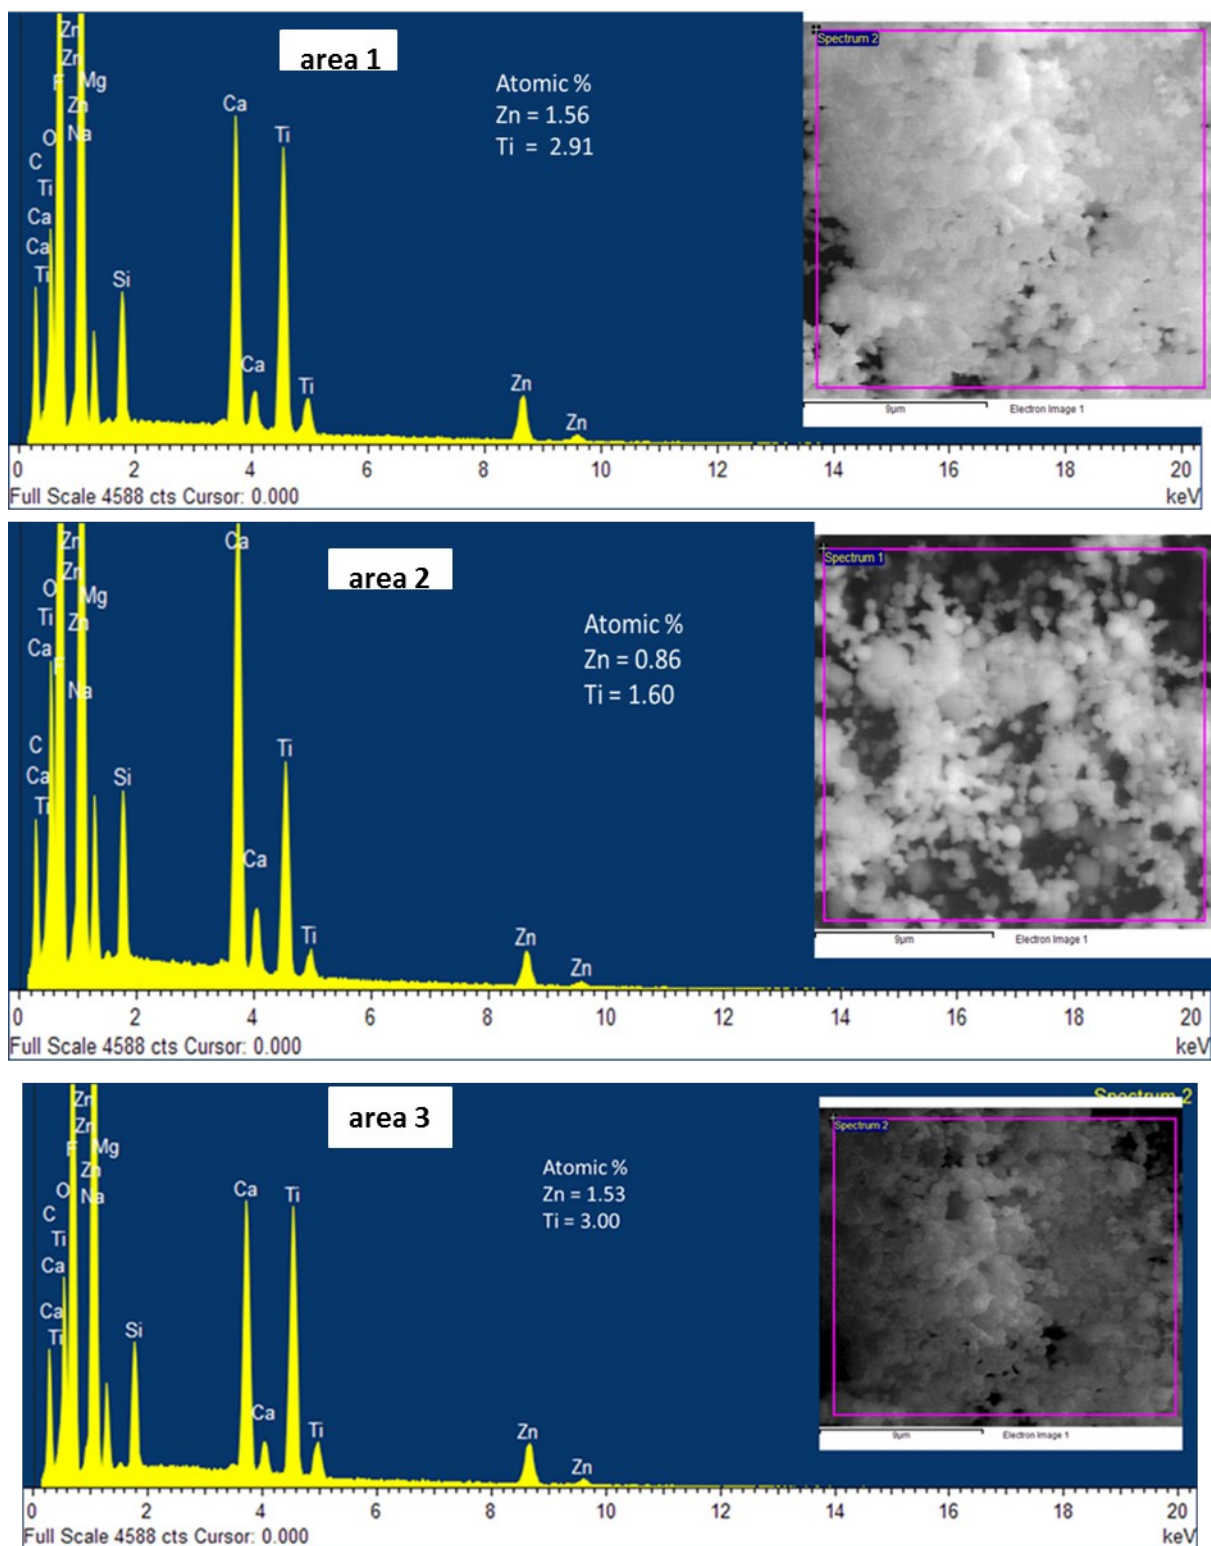 area 1
Atomic %
Zn = 1.56
Ti = 2.91
Zn
Zn
F
Mg
Zn
O
Na
C
Ti
Ca
Ca
Ti
Si
Ca
Ca
Ti
Ti
Zn
Zn
0 2 4 6 8 10 12 14 16 18 20
Full Scale 4588 cts Cursor: 0.000
keV
Spectrum 2
9µm
Electron Image 1
area 2
Atomic %
Zn = 0.86
Ti = 1.60
Zn
Zn
O
Mg
Ti
Zn
Ca
F
Na
C
Ca
Ti
Si
Ca
Ca
Ti
Ti
Zn
Zn
0 2 4 6 8 10 12 14 16 18 20
Full Scale 4588 cts Cursor: 0.000
keV
Spectrum 1
9µm
Electron Image 1
area 3
Spectrum 2
Atomic %
Zn = 1.53
Ti = 3.00
Zn
Zn
F
Mg
Zn
O
Na
C
Ti
Ca
Ca
Ti
Si
Ca
Ca
Ti
Ti
Zn
Zn
0 2 4 6 8 10 12 14 16 18 20
Full Scale 4588 cts Cursor: 0.000
keV
Spectrum 2
9µm
Electron Image 1